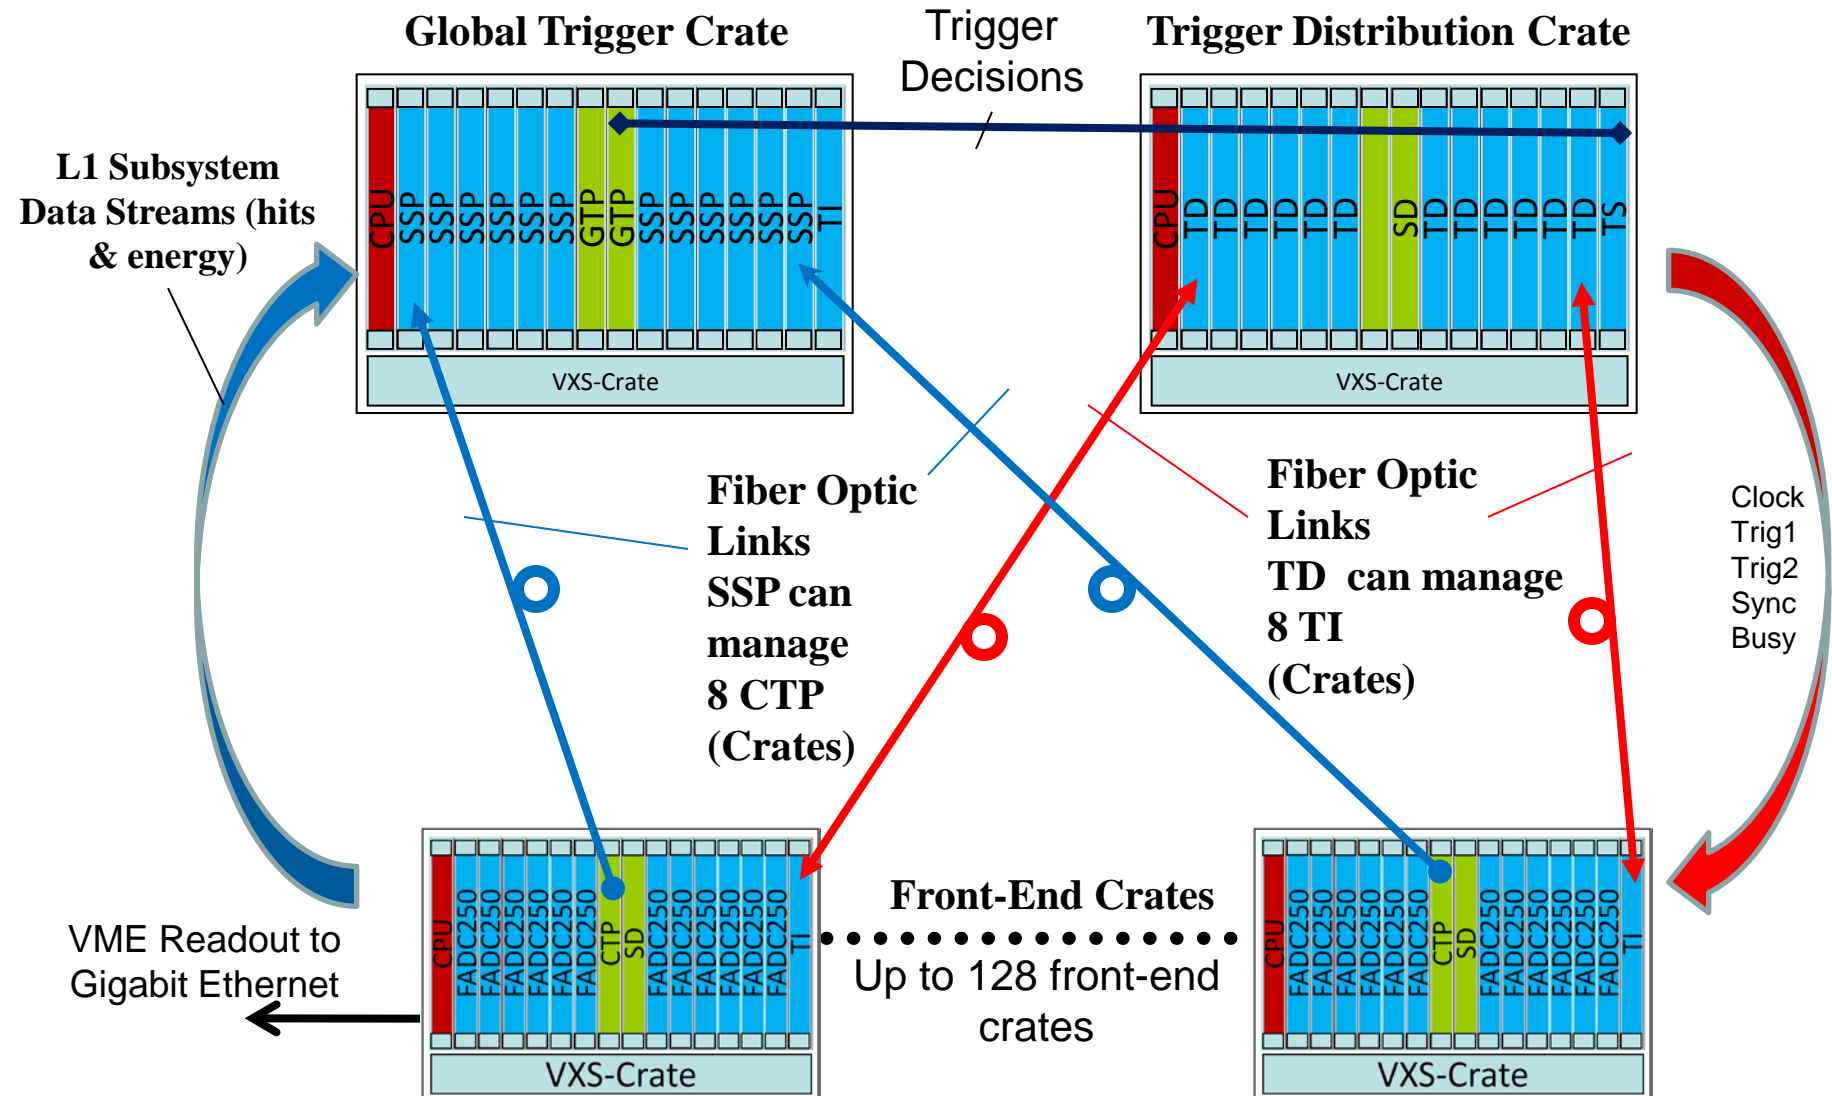 Global Trigger Crate
Trigger
Decisions
Trigger Distribution Crate
L1 Subsystem
Data Streams (hits
& energy)
CPU
SSP
SSP
SSP
SSP
SSP
SSP
GTP
GTP
SSP
SSP
SSP
SSP
SSP
SSP
TI
VXS-Crate
CPU
TD
TD
TD
TD
TD
TD
SD
TD
TD
TD
TD
TD
TD
TS
VXS-Crate
Fiber Optic
Links
SSP can
manage
8 CTP
(Crates)
Fiber Optic
Links
TD can manage
8 TI
(Crates)
Clock
Trig1
Trig2
Sync
Busy
VME Readout to
Gigabit Ethernet
CPU
FADC250
FADC250
FADC250
FADC250
FADC250
FADC250
CTP
SD
FADC250
FADC250
FADC250
FADC250
FADC250
FADC250
TI
VXS-Crate
Front-End Crates
Up to 128 front-end
crates
CPU
FADC250
FADC250
FADC250
FADC250
FADC250
FADC250
CTP
SD
FADC250
FADC250
FADC250
FADC250
FADC250
FADC250
TI
VXS-Crate